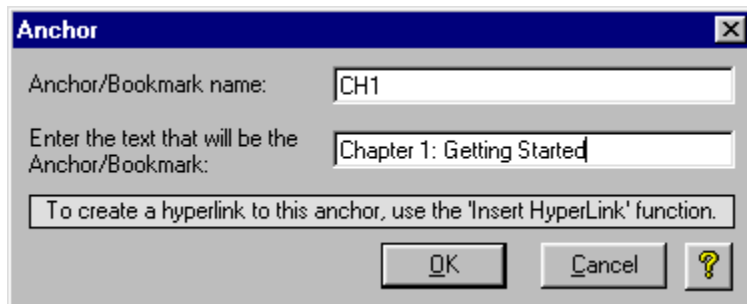 Anchor
Anchor/Bookmark name:
CH1
Enter the text that will be the
Anchor/Bookmark:
Chapter 1: Getting Started
To create a hyperlink to this anchor, use the 'Insert HyperLink' function.
OK
Cancel
?